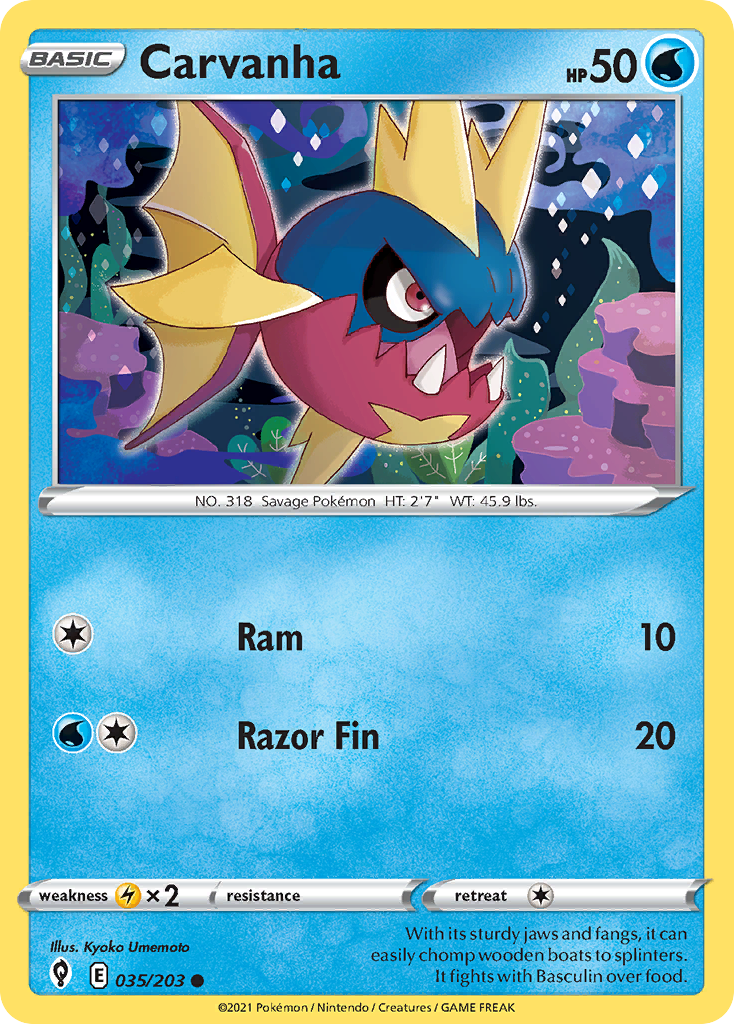 BASIC Carvanha HP50
NO. 318 Savage Pokémon HT: 2'7" WT: 45.9 lbs.
Ram 10
Razor Fin 20
weakness ×2 resistance retreat
Illus. Kyoko Umemoto
E 035/203
With its sturdy jaws and fangs, it can
easily chomp wooden boats to splinters.
It fights with Basculin over food.
©2021 Pokémon / Nintendo / Creatures / GAME FREAK